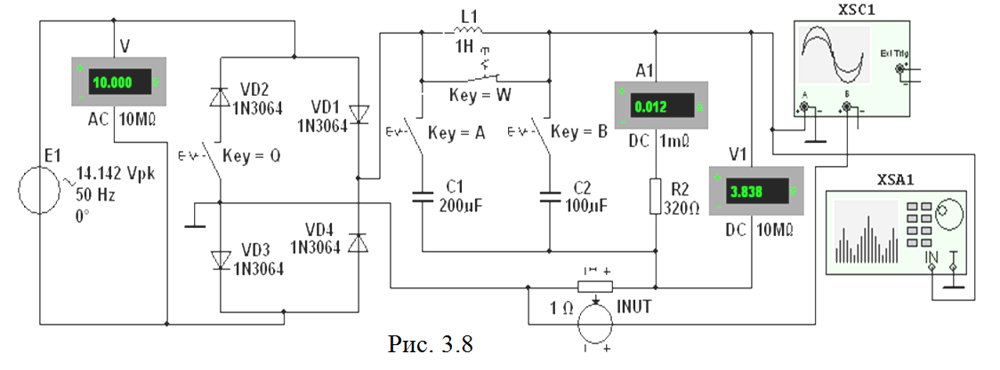 XSC1
L1
1H
Ext Trig
V
10.000
AC 10MΩ
VD2
1N3064
VD1
1N3064
Key = W
A1
0.012
DC 1mΩ
A B
Key = A
Key = B
Key = Q
E1
14.142 Vpk
50 Hz
0°
V1
3.838
DC 10MΩ
XSA1
C1
200µF
C2
100µF
R2
320Ω
VD3
1N3064
VD4
1N3064
IN T
1 Ω
INUT
Рис. 3.8